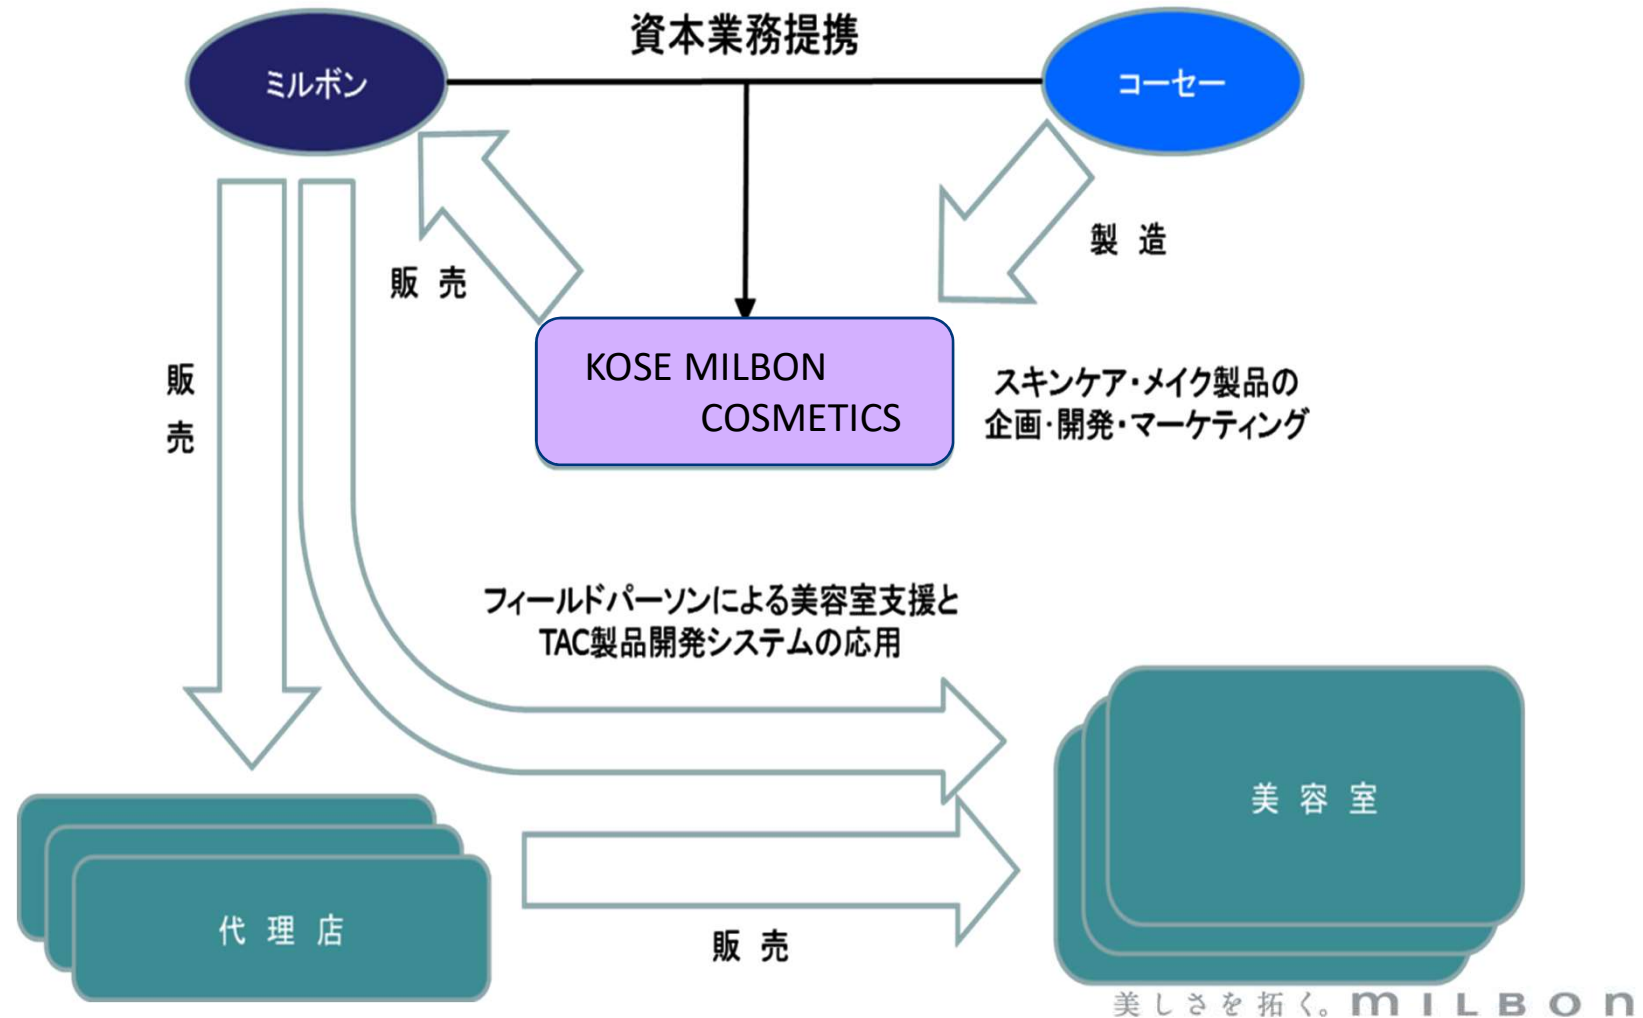 資本業務提携
ミルボン
コーセー
製 造
販 売
KOSE MILBON
COSMETICS
スキンケア・メイク製品の
企画・開発・マーケティング
販
売
フィールドパーソンによる美容室支援と
TAC製品開発システムの応用
美 容 室
代 理 店
販 売
美しさを拓く。 MILBON